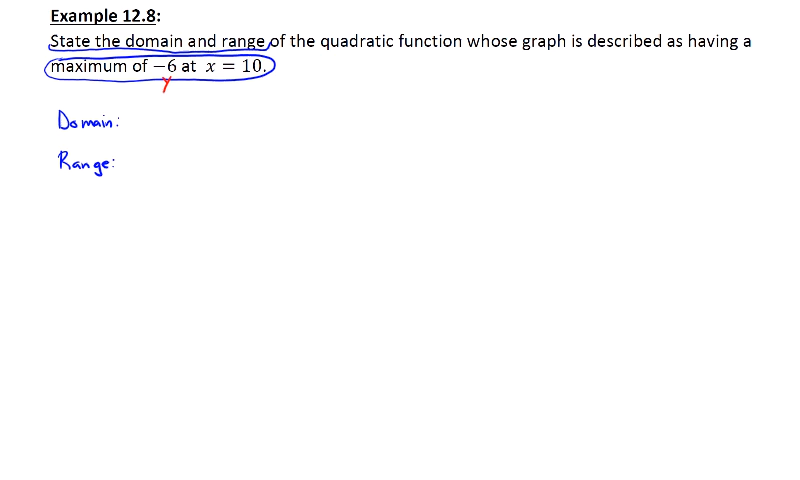 Example 12.8:
State the domain and range of the quadratic function whose graph is described as having a
maximum of −6 at x = 10.
Y
Domain:
Range: